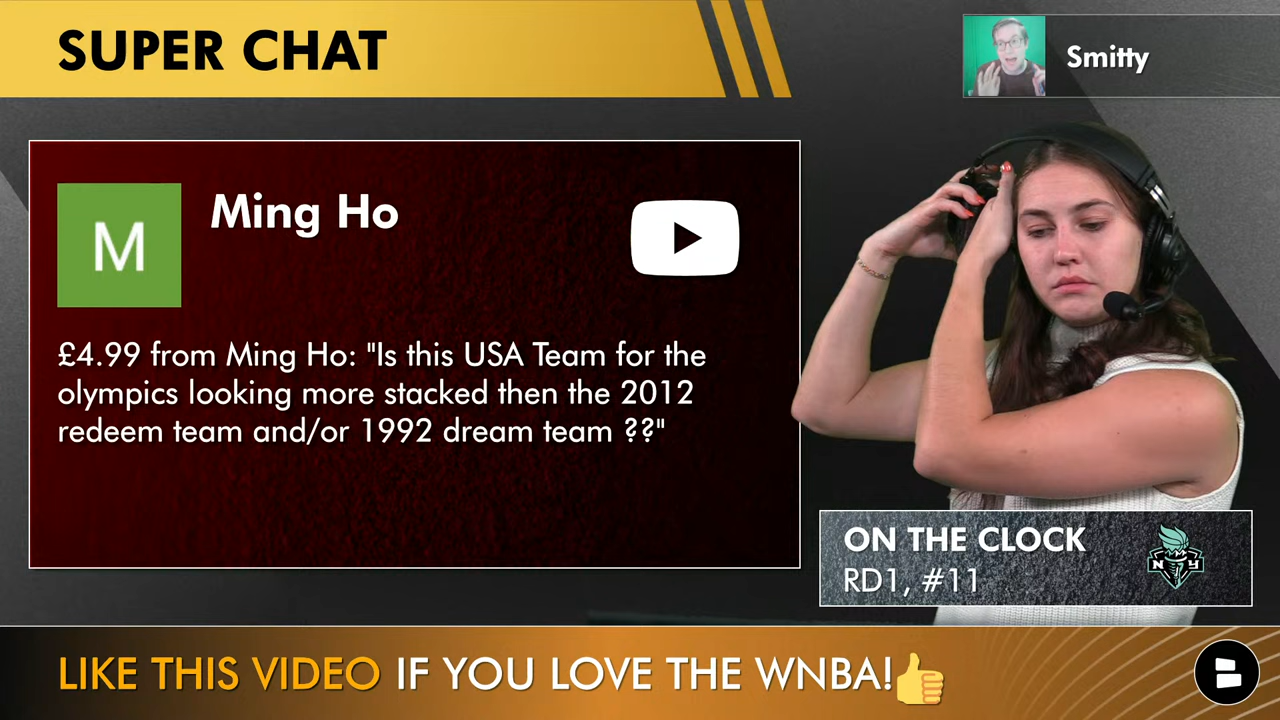 SUPER CHAT
Smitty
M
Ming Ho
£4.99 from Ming Ho: "Is this USA Team for the
olympics looking more stacked then the 2012
redeem team and/or 1992 dream team ??"
ON THE CLOCK
RD1, #11
N Y
LIKE THIS VIDEO IF YOU LOVE THE WNBA!👍